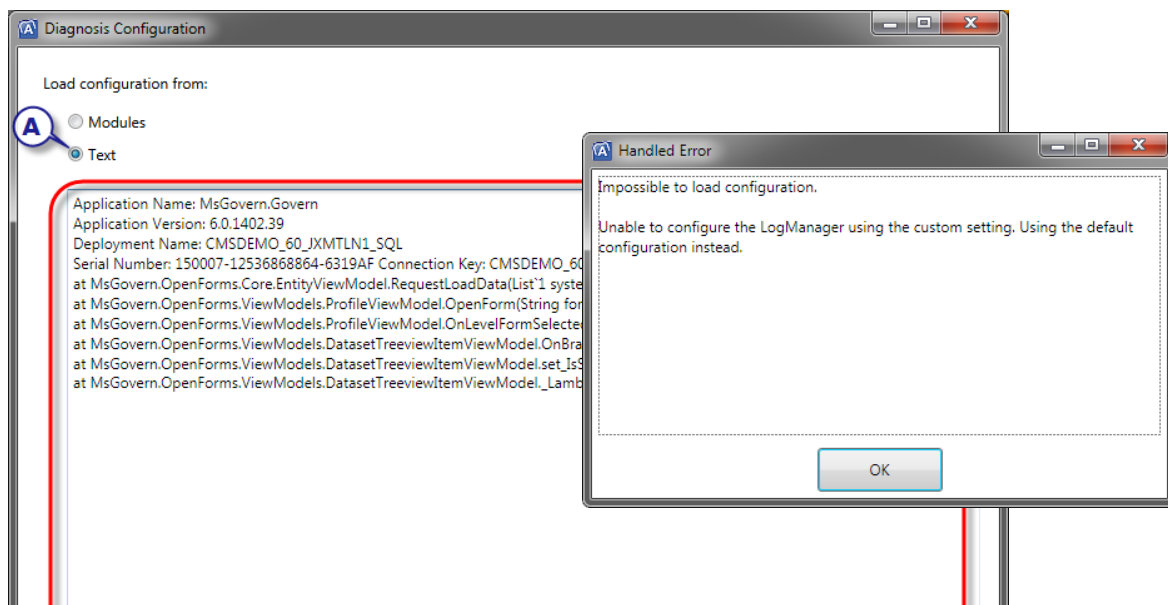 Diagnosis Configuration
Load configuration from:
Modules
A
Text
Application Name: MsGovern.Govern
Application Version: 6.0.1402.39
Deployment Name: CMSDEMO_60_JXMTLN1_SQL
Serial Number: 150007-12536868864-6319AF Connection Key: CMSDEMO_60
at MsGovern.OpenForms.Core.EntityViewModel.RequestLoadData(List`1 syste
at MsGovern.OpenForms.ViewModels.ProfileViewModel.OpenForm(String for
at MsGovern.OpenForms.ViewModels.ProfileViewModel.OnLevelFormSelected
at MsGovern.OpenForms.ViewModels.DatasetTreeviewItemViewModel.OnBra
at MsGovern.OpenForms.ViewModels.DatasetTreeviewItemViewModel.set_IsS
at MsGovern.OpenForms.ViewModels.DatasetTreeviewItemViewModel._Lamb
Handled Error
Impossible to load configuration.
Unable to configure the LogManager using the custom setting. Using the default
configuration instead.
OK